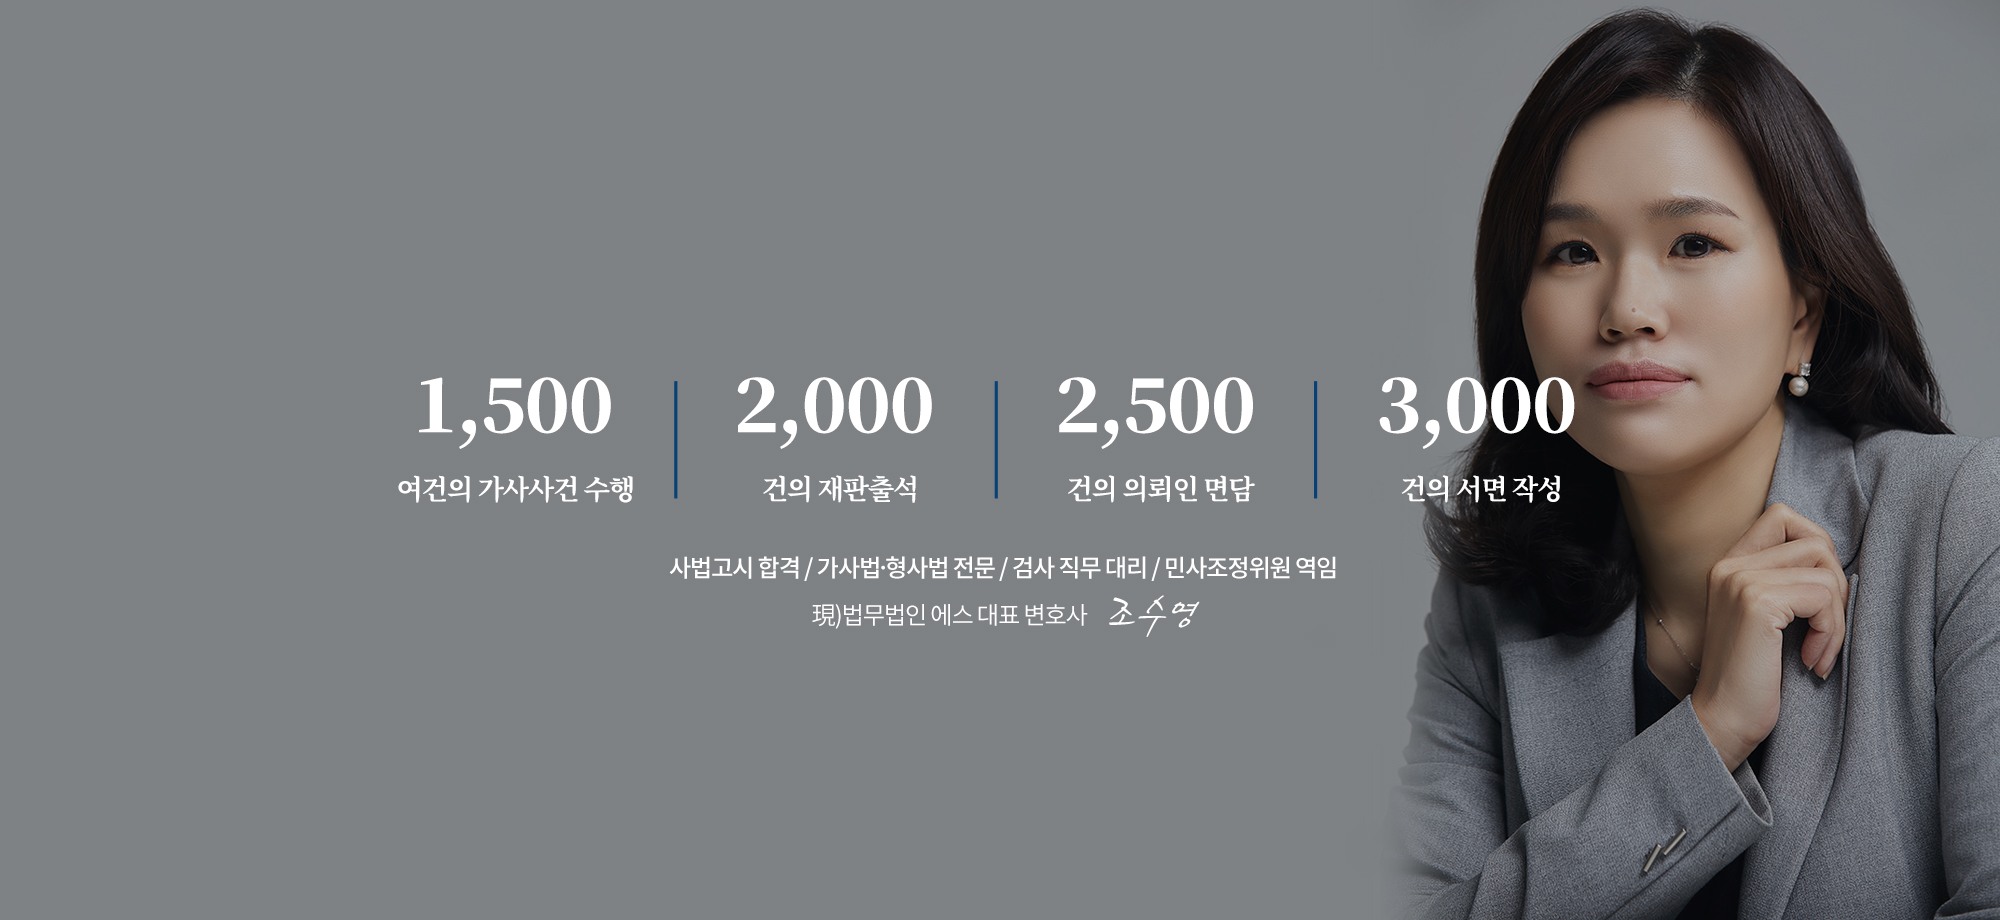 1,500 2,000 2,500 3,000
여건의 가사사건 수행 건의 재판출석 건의 의뢰인 면담 건의 서면 작성
사법고시 합격 / 가사법·형사법 전문 / 검사 직무 대리 / 민사조정위원 역임
現)법무법인 에스 대표 변호사 조수영